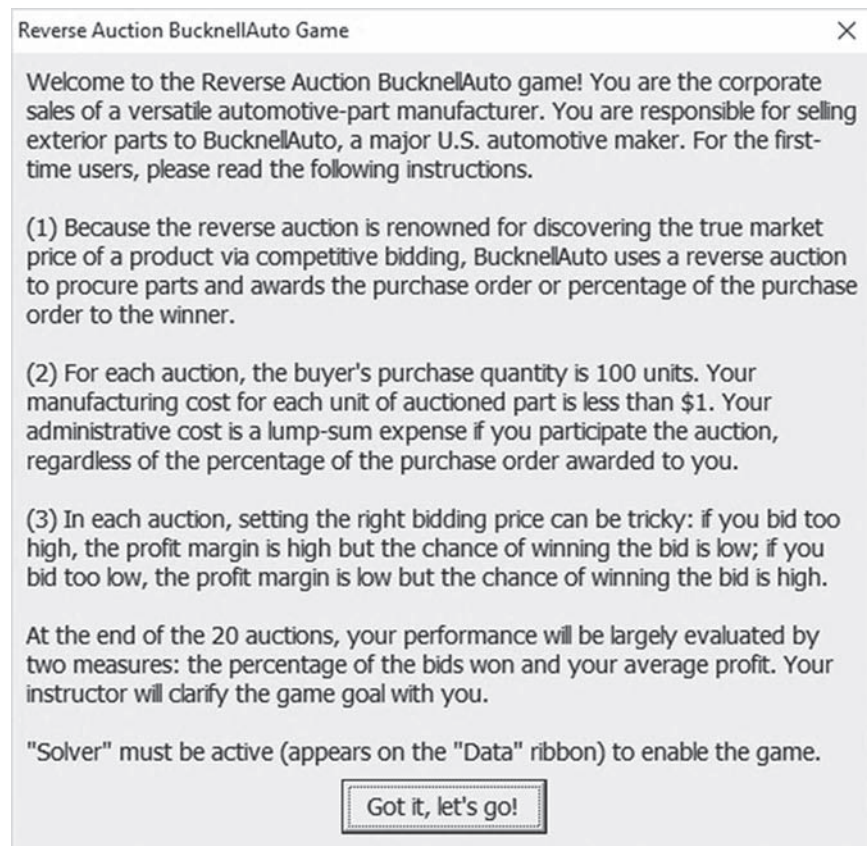 Reverse Auction BucknellAuto Game
Welcome to the Reverse Auction BucknellAuto game! You are the corporate
sales of a versatile automotive-part manufacturer. You are responsible for selling
exterior parts to BucknellAuto, a major U.S. automotive maker. For the first-
time users, please read the following instructions.
(1) Because the reverse auction is renowned for discovering the true market
price of a product via competitive bidding, BucknellAuto uses a reverse auction
to procure parts and awards the purchase order or percentage of the purchase
order to the winner.
(2) For each auction, the buyer's purchase quantity is 100 units. Your
manufacturing cost for each unit of auctioned part is less than $1. Your
administrative cost is a lump-sum expense if you participate the auction,
regardless of the percentage of the purchase order awarded to you.
(3) In each auction, setting the right bidding price can be tricky: if you bid too
high, the profit margin is high but the chance of winning the bid is low; if you
bid too low, the profit margin is low but the chance of winning the bid is high.
At the end of the 20 auctions, your performance will be largely evaluated by
two measures: the percentage of the bids won and your average profit. Your
instructor will clarify the game goal with you.
"Solver" must be active (appears on the "Data" ribbon) to enable the game.
Got it, let's go!